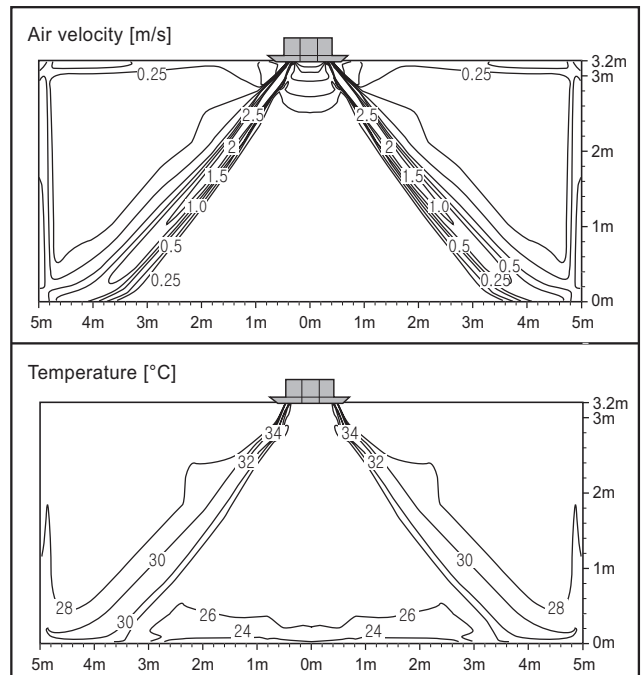 Air velocity [m/s]
3.2m
0.25 0.25 3m
2.5 2.5
2 2 2m
1.5 1.5
1.0 1.0 1m
0.5 0.5 0.5
0.25 0.25 0m
5m 4m 3m 2m 1m 0m 1m 2m 3m 4m 5m
Temperature [°C]
3.2m
34 34 3m
32 32
2m
30 30 1m
28 26 26 28
30 24 24 0m
5m 4m 3m 2m 1m 0m 1m 2m 3m 4m 5m